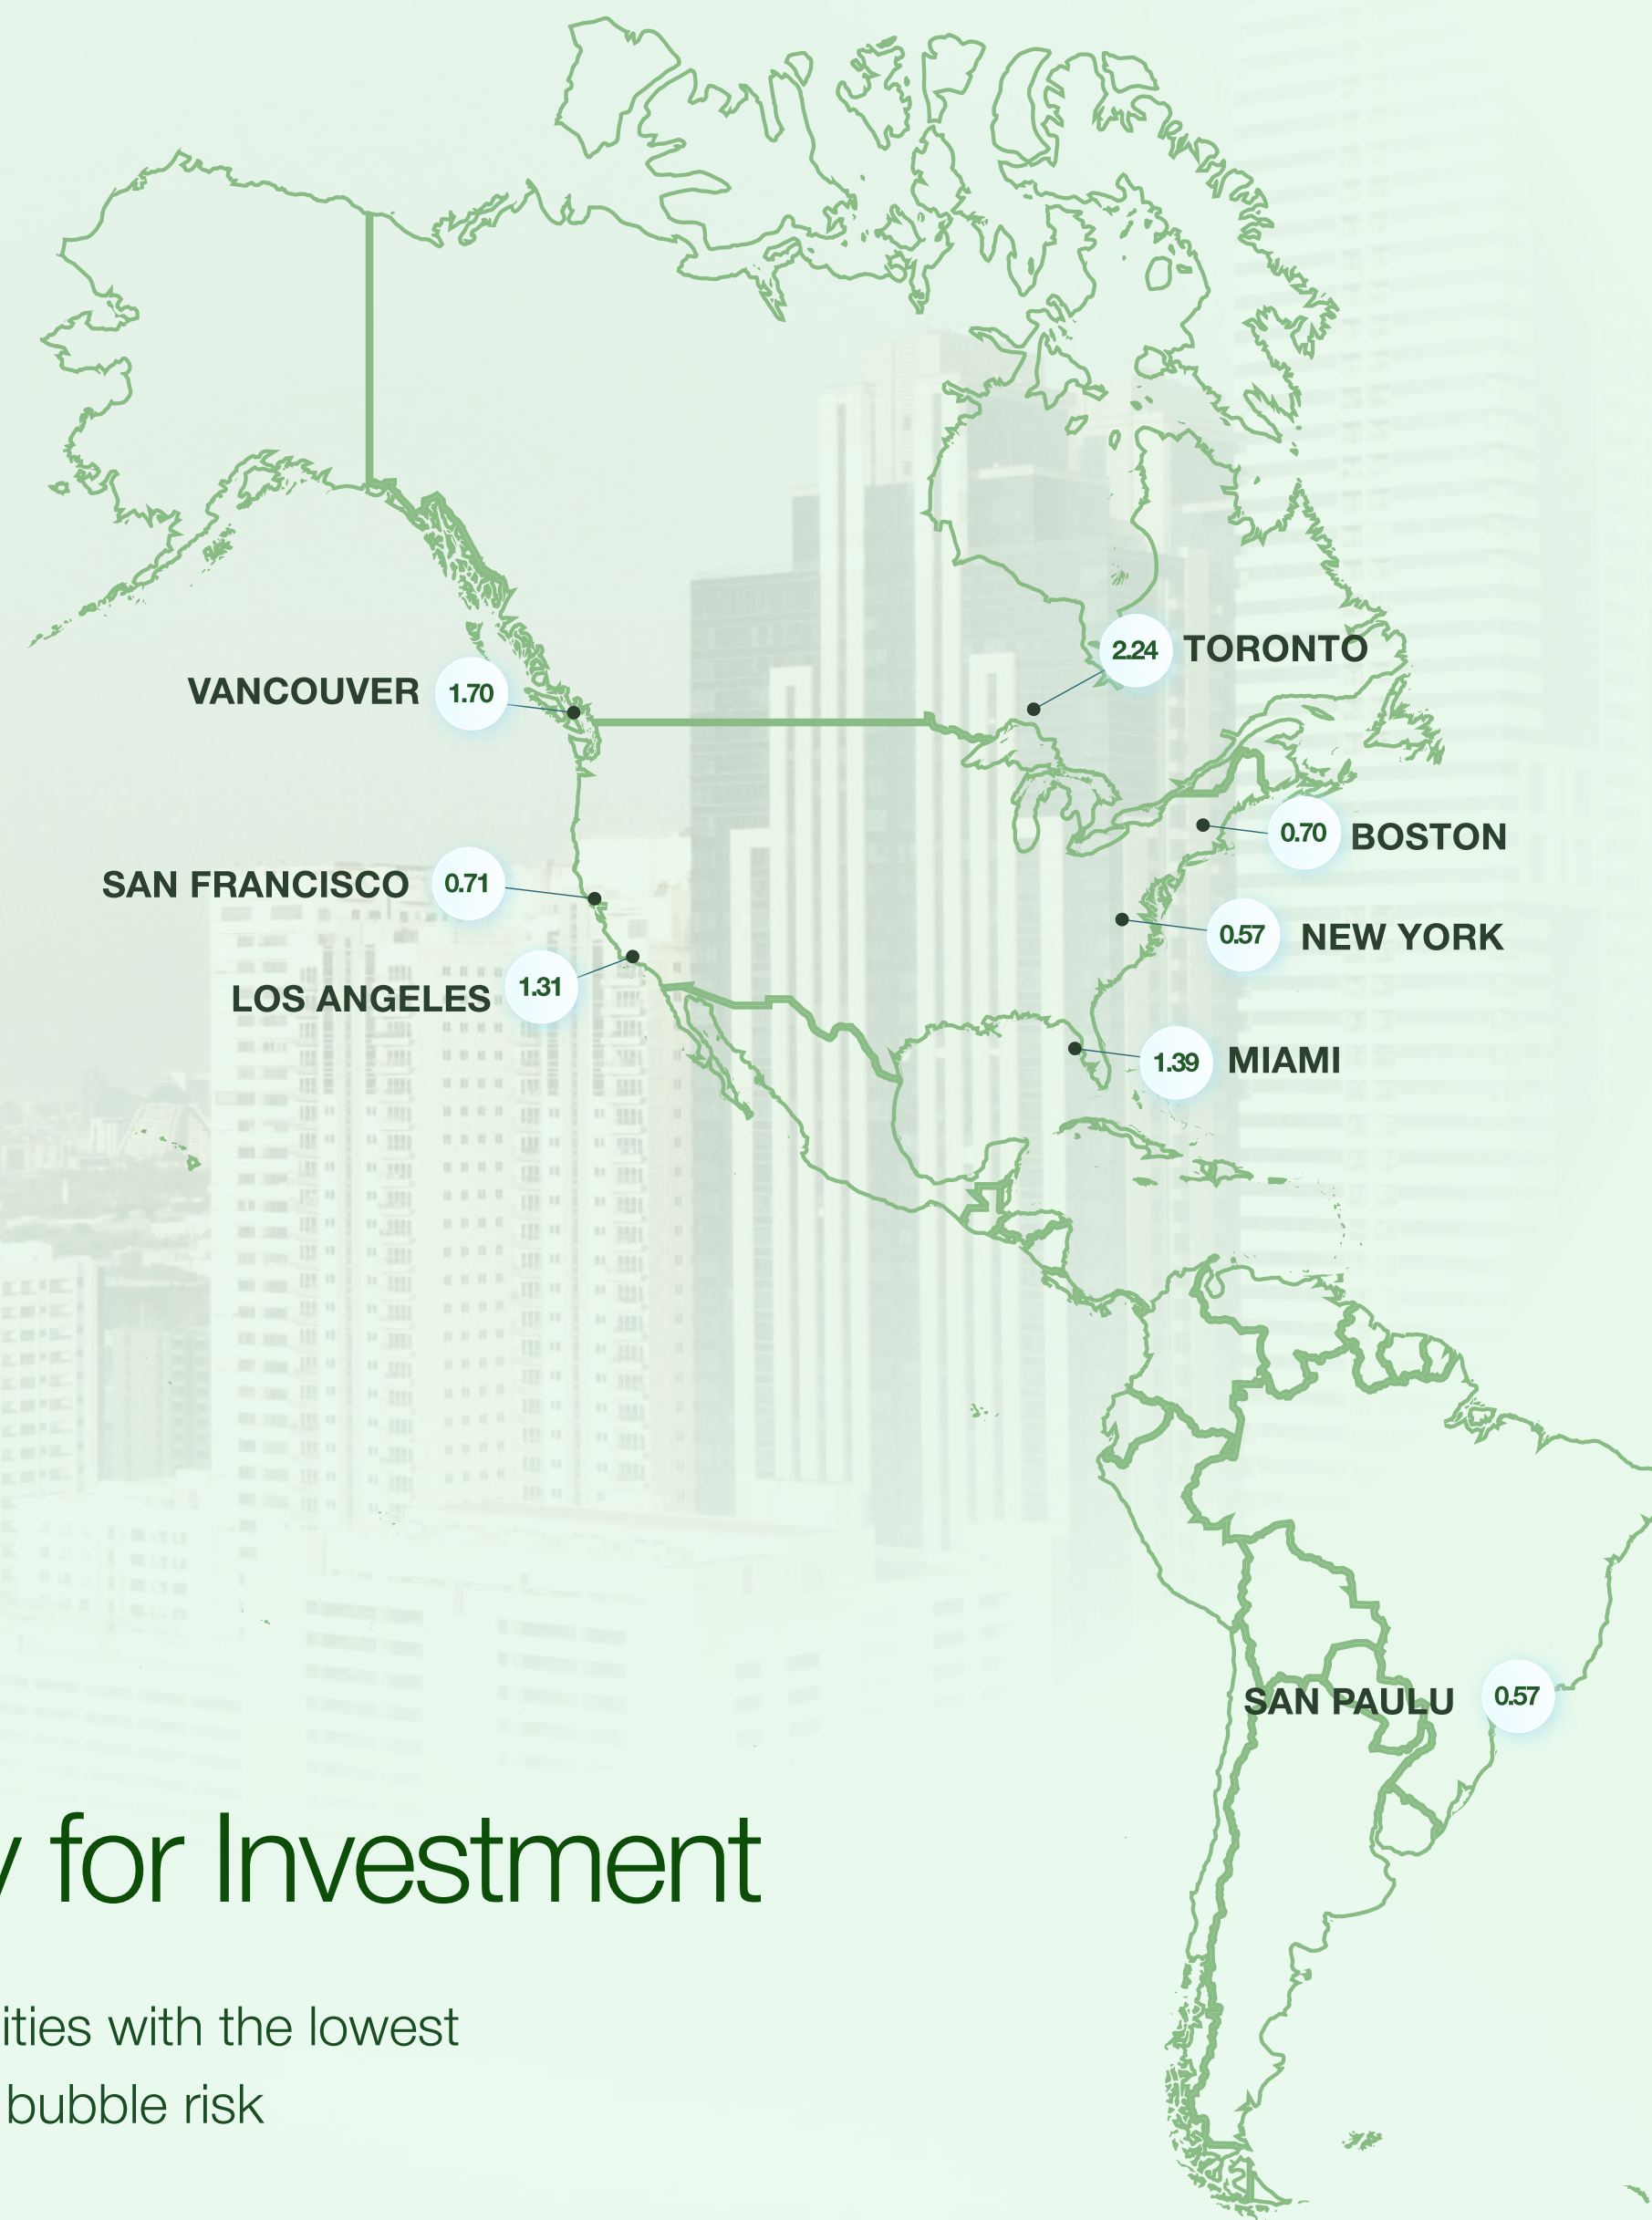 2.24 TORONTO
VANCOUVER 1.70
0.70 BOSTON
SAN FRANCISCO 0.71
0.57 NEW YORK
LOS ANGELES 1.31
1.39 MIAMI
SAN PAULU 0.57
y for Investment
ities with the lowest
bubble risk